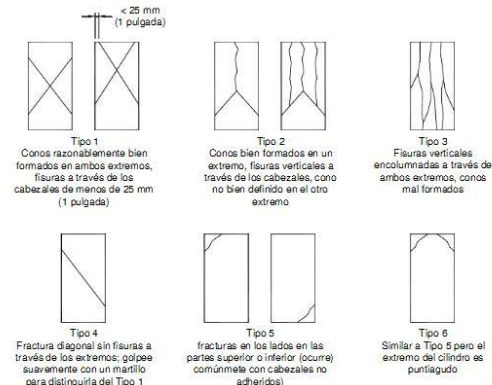 < 25 mm
(1 pulgada)
Tipo 1
Conos razonablemente bien
formados en ambos extremos,
fisuras a través de los
cabezales de menos de 25 mm
(1 pulgada)
Tipo 2
Conos bien formados en un
extremo, fisuras verticales a
través de los cabezales, cono
no bien definido en el otro
extremo
Tipo 3
Fisuras verticales
encolumnadas a través de
ambos extremos, conos
mal formados
Tipo 4
Fractura diagonal sin fisuras a
través de los extremos; golpee
suavemente con un martillo
para distinguirla del Tipo 1
Tipo 5
fracturas en los lados en las
partes superior o inferior (ocurre)
comúnmete con cabezales no
adheridos)
Tipo 6
Similar a Tipo 5 pero el
extremo del cilindro es
puntiagudo